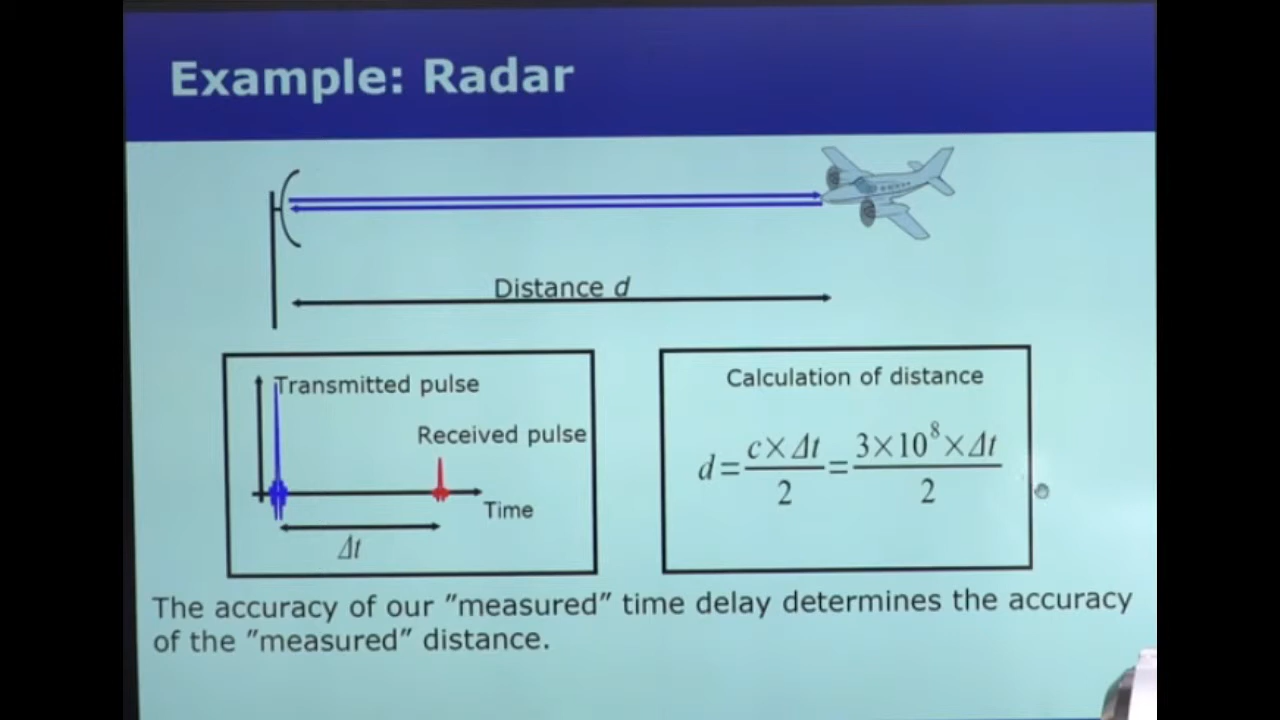 Example: Radar
Distance d
Transmitted pulse
Received pulse
Time
Δt
Calculation of distance
d = c×Δt / 2 = 3×10⁸×Δt / 2
The accuracy of our ”measured” time delay determines the accuracy
of the ”measured” distance.